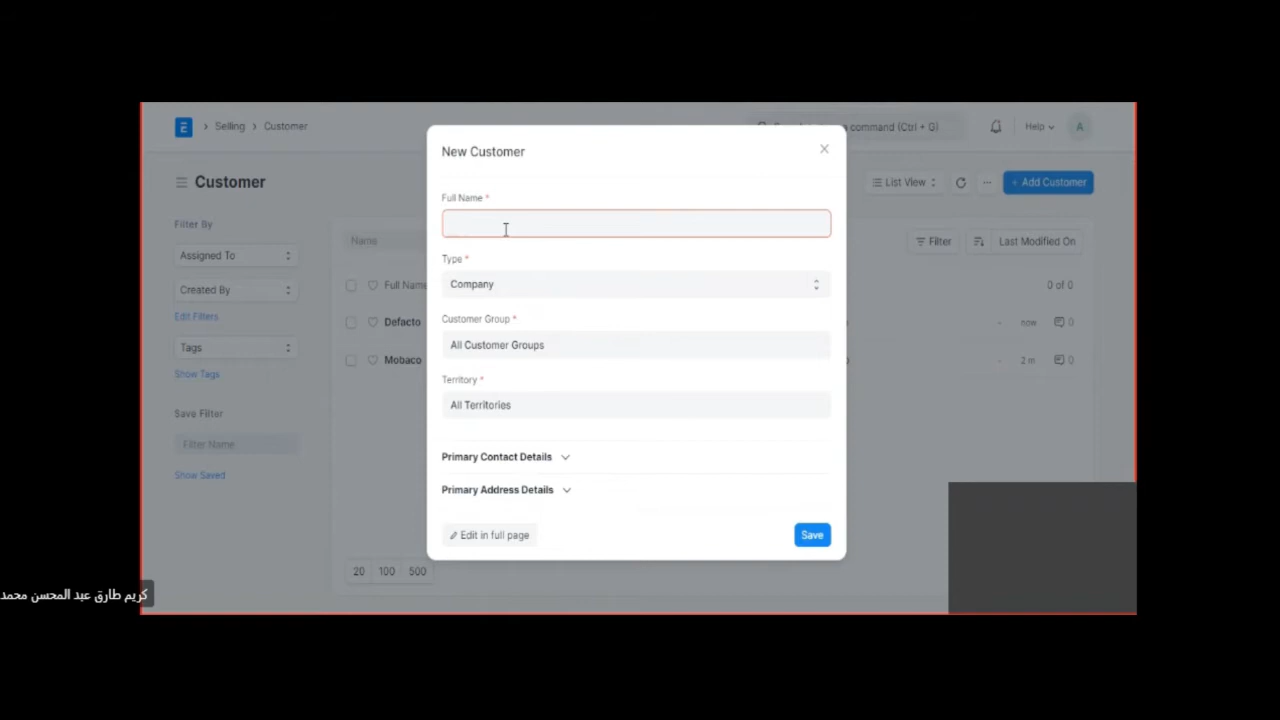 Selling > Customer
command (Ctrl + G)
Help
A
Customer
List View
...
+ Add Customer
Filter By
Assigned To
Created By
Edit Filters
Tags
Show Tags
Save Filter
Filter Name
Show Saved
Name
Filter
Last Modified On
Full Name
0 of 0
Defacto
- now 0
Mobaco
- 2 m 0
20 100 500
New Customer
Full Name *
Type *
Company
Customer Group *
All Customer Groups
Territory *
All Territories
Primary Contact Details
Primary Address Details
Edit in full page
Save
كريم طارق عبد المحسن محمد